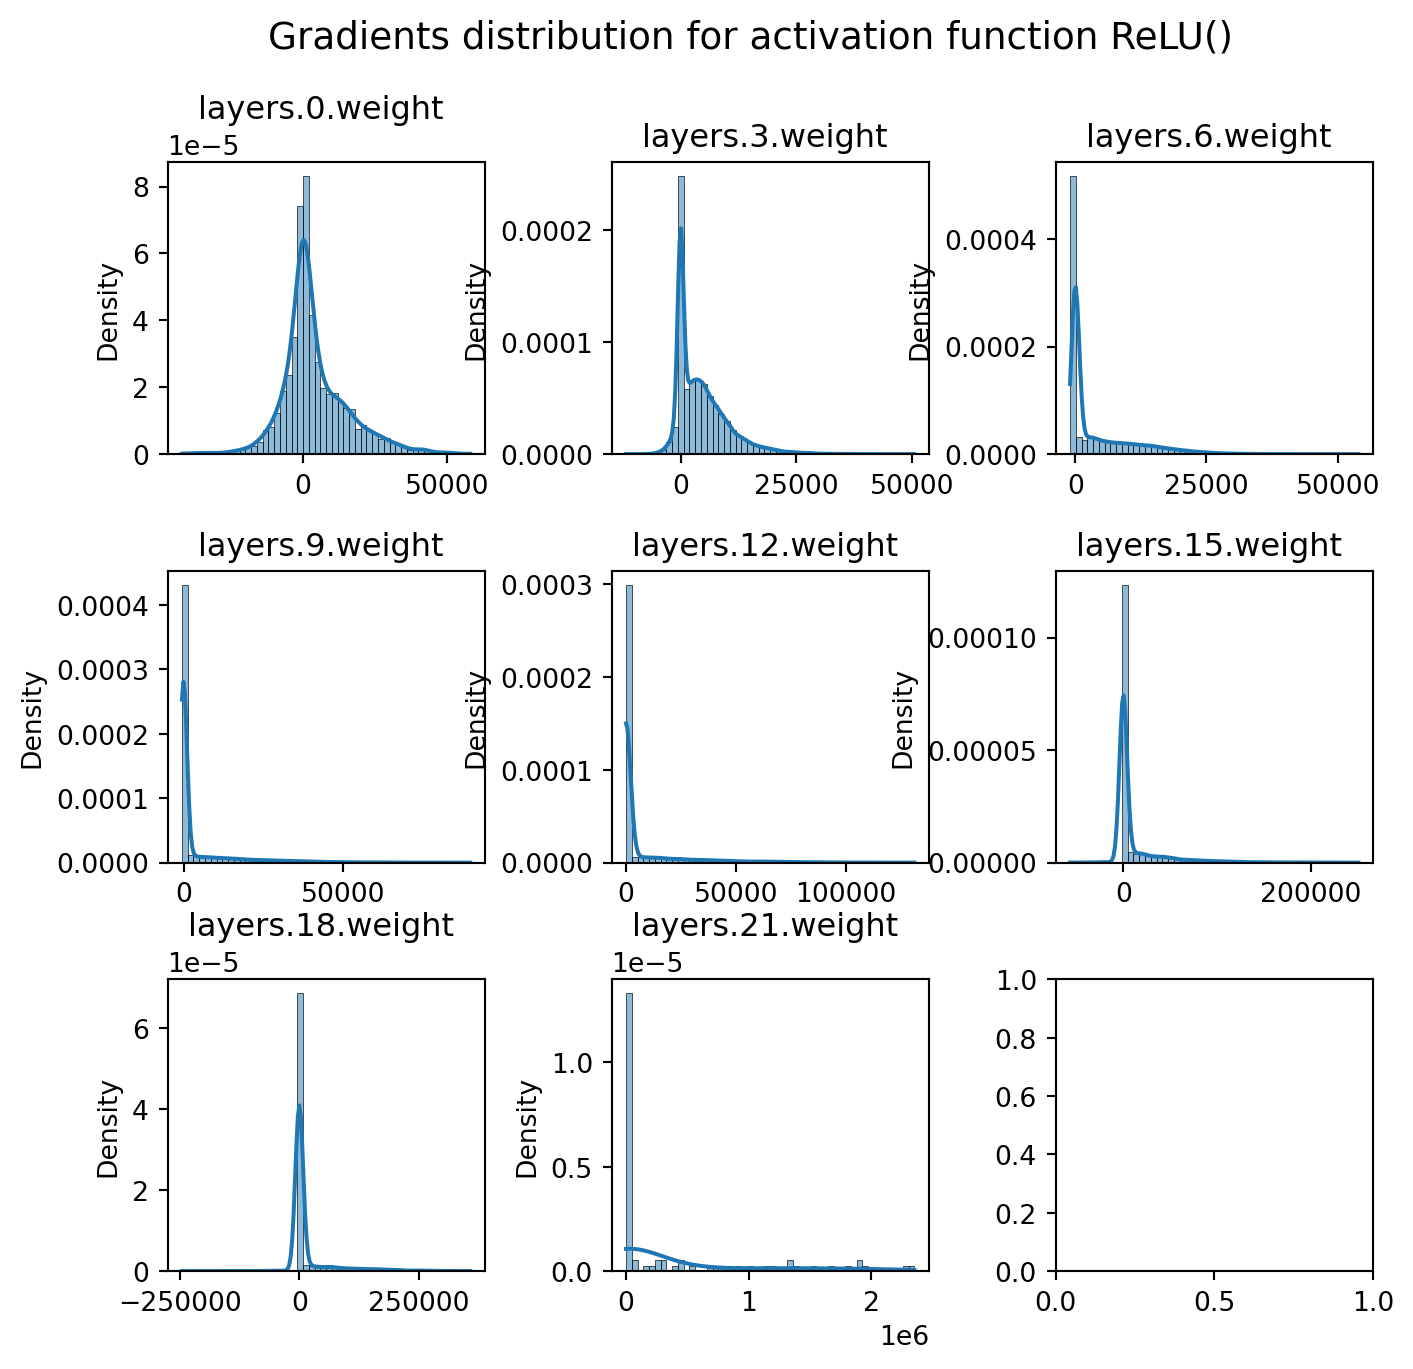 Gradients distribution for activation function ReLU()
layers.0.weight
1e−5
Density
8
6
4
2
0
0 50000
layers.3.weight
Density
0.0002
0.0001
0.0000
0 25000 50000
layers.6.weight
Density
0.0004
0.0002
0.0000
0 25000 50000
layers.9.weight
Density
0.0004
0.0003
0.0002
0.0001
0.0000
0 50000
layers.12.weight
Density
0.0003
0.0002
0.0001
0.0000
0 50000 100000
layers.15.weight
Density
0.00010
0.00005
0.00000
0 200000
layers.18.weight
1e−5
Density
6
4
2
0
−250000 0 250000
layers.21.weight
1e−5
Density
1.0
0.5
0.0
0 1 2
1e6
1.0
0.8
0.6
0.4
0.2
0.0
0.0 0.5 1.0